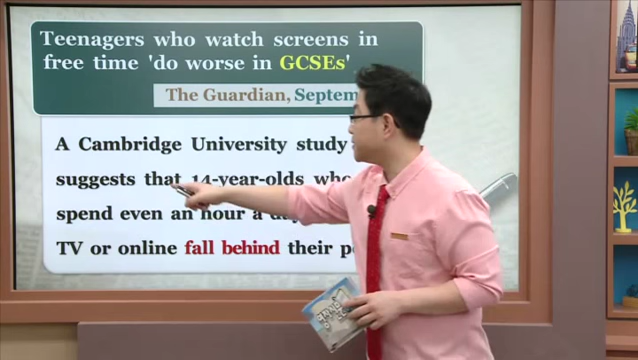 Teenagers who watch screens in
free time 'do worse in GCSEs'
The Guardian,
A Cambridge University study
suggests that 14-year-olds who
spend even an hour a
TV or online fall behind their